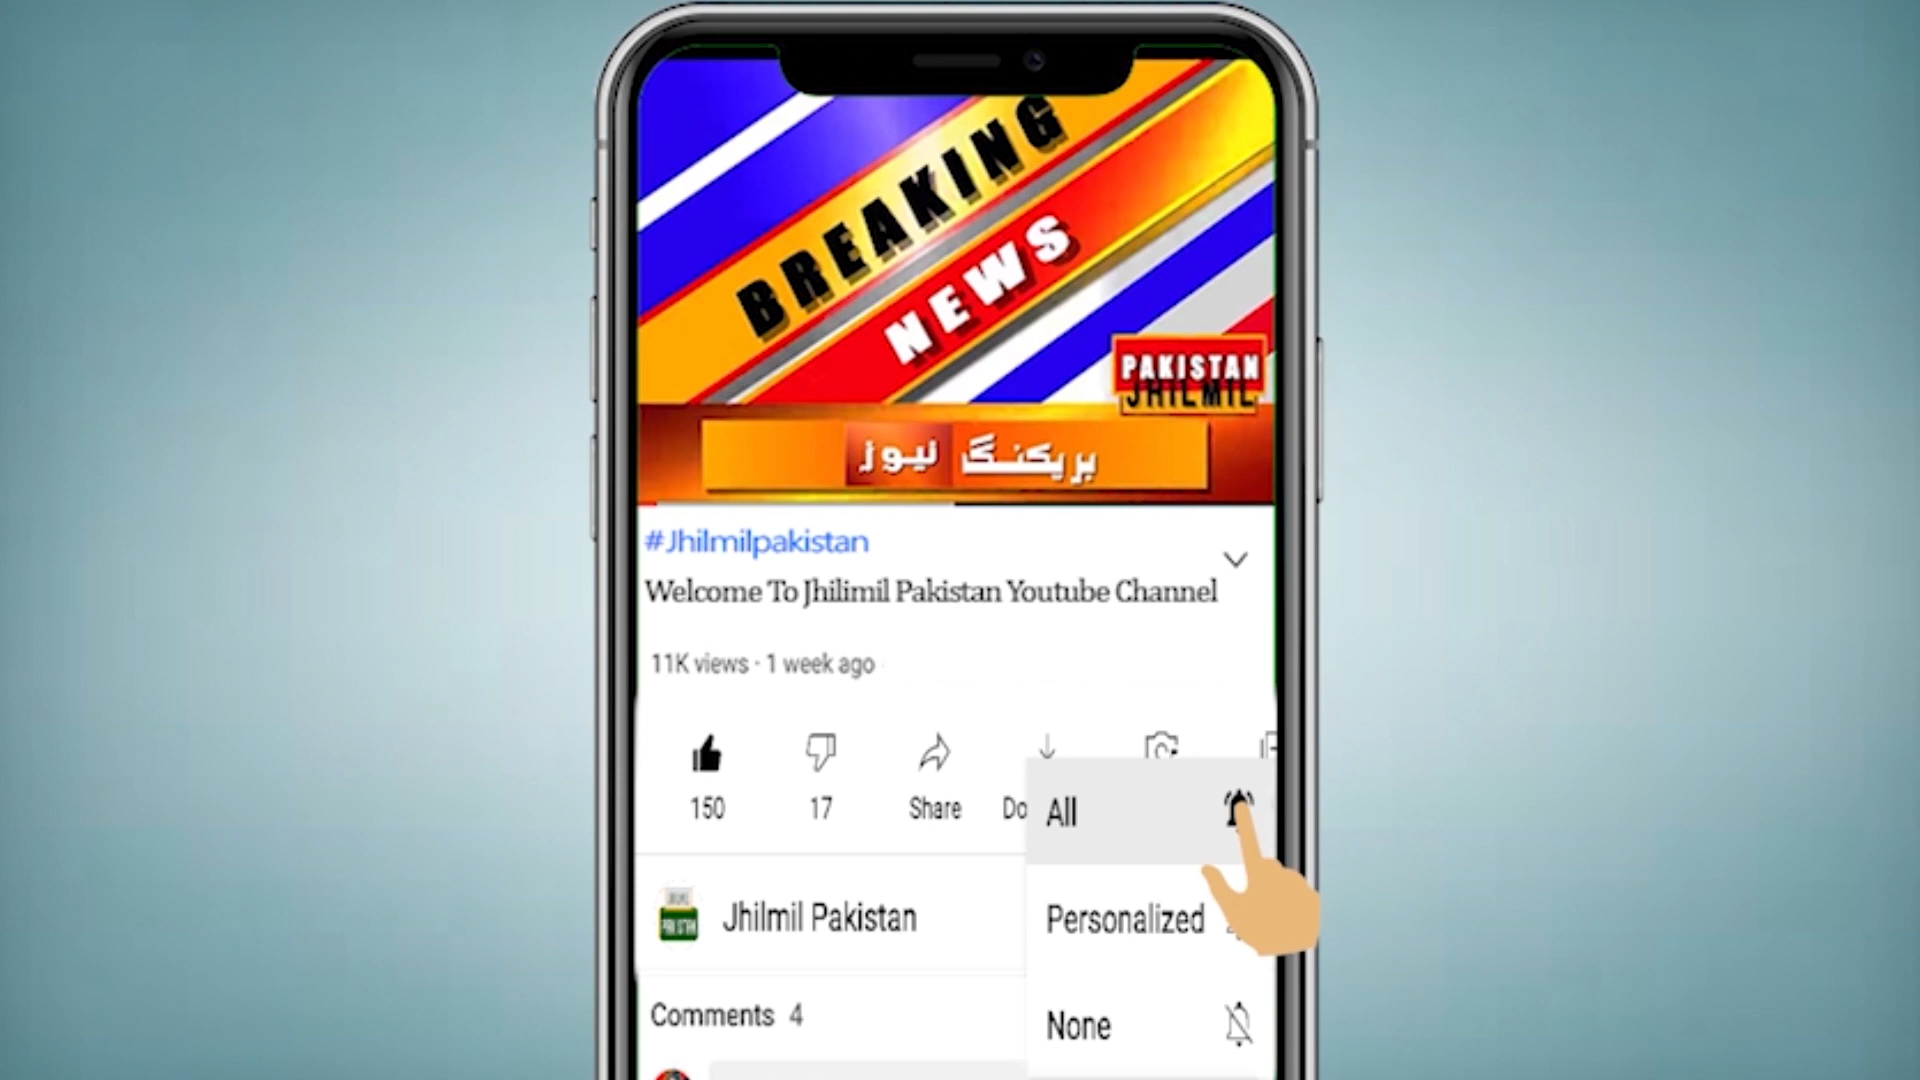 BREAKING
NEWS
PAKISTAN
JHILMIL
بریکنگ نیوز
#Jhilmilpakistan
Welcome To Jhilimil Pakistan Youtube Channel
11K views · 1 week ago
150
17
Share
Do
All
Jhilmil Pakistan
Personalized
Comments 4
None